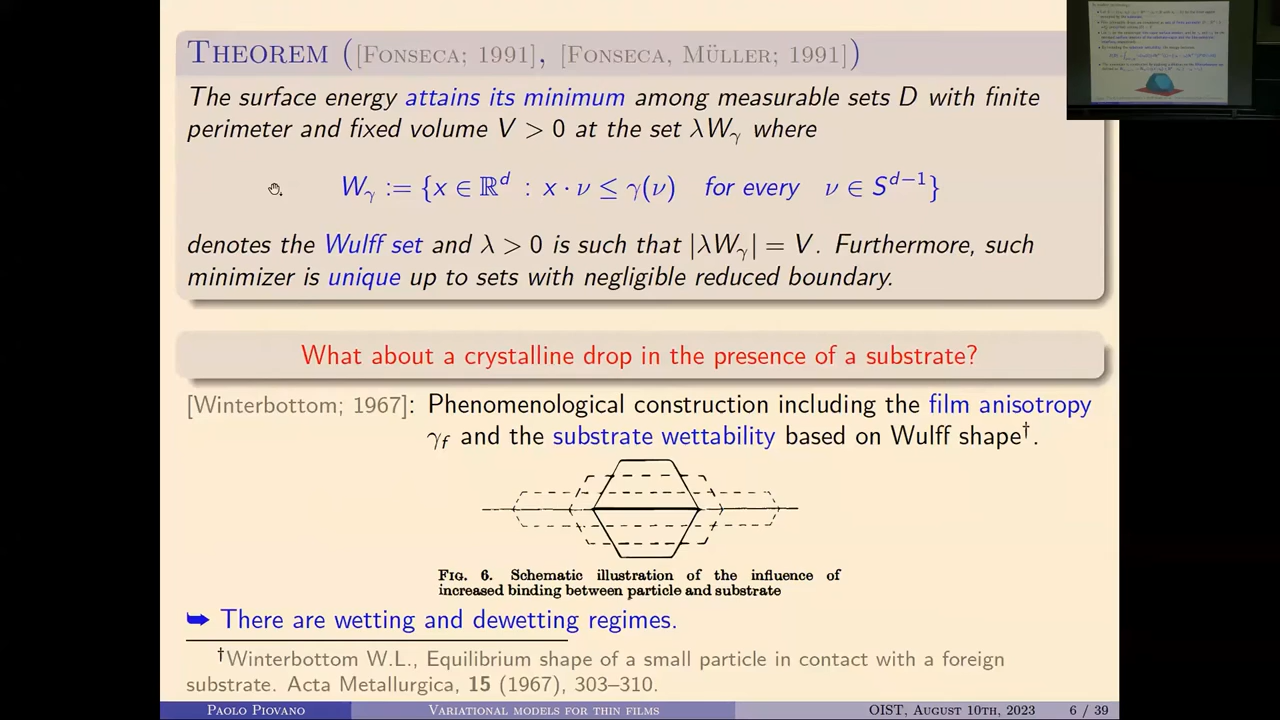 THEOREM ([FONSECA; 1991], [FONSECA, MÜLLER; 1991])
The surface energy attains its minimum among measurable sets D with finite
perimeter and fixed volume V > 0 at the set λW_γ where
W_γ := {x ∈ ℝ^d : x · ν ≤ γ(ν) for every ν ∈ S^{d−1}}
denotes the Wulff set and λ > 0 is such that |λW_γ| = V. Furthermore, such
minimizer is unique up to sets with negligible reduced boundary.
What about a crystalline drop in the presence of a substrate?
[Winterbottom; 1967]: Phenomenological construction including the film anisotropy
γ_f and the substrate wettability based on Wulff shape†.
FIG. 6. Schematic illustration of the influence of
increased binding between particle and substrate
➥ There are wetting and dewetting regimes.
†Winterbottom W.L., Equilibrium shape of a small particle in contact with a foreign
substrate. Acta Metallurgica, 15 (1967), 303–310.
PAOLO PIOVANO VARIATIONAL MODELS FOR THIN FILMS OIST, AUGUST 10TH, 2023 6 / 39